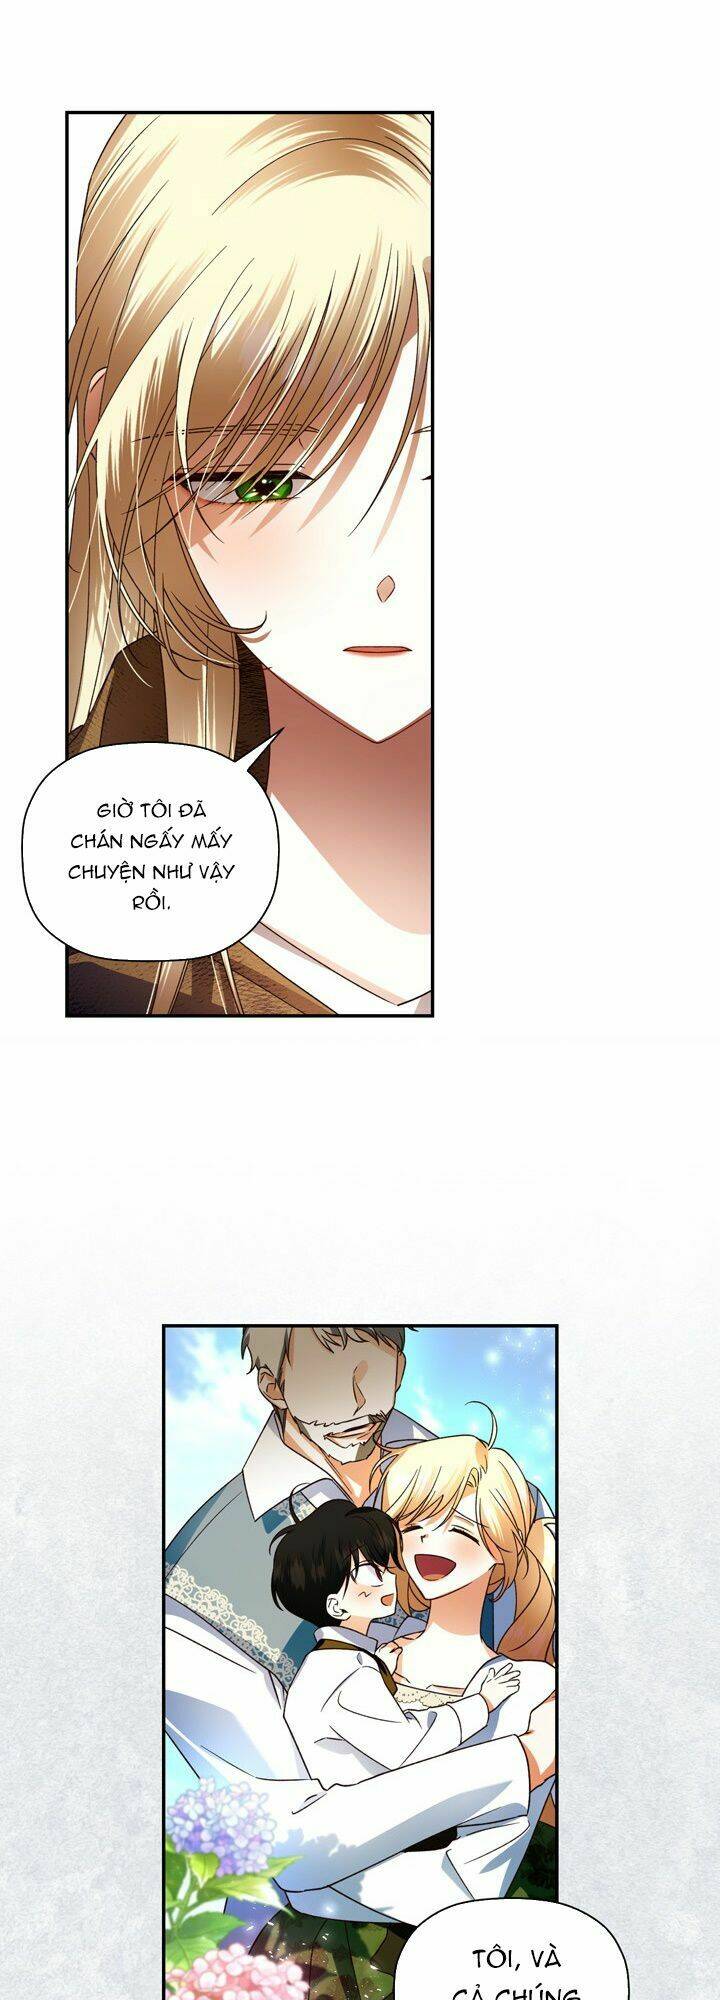 GIỜ TÔI ĐÃ
CHÁN NGẤY MẤY
CHUYỆN NHƯ VẬY
RỒI.
TÔI, VÀ
CẢ CHÚNG